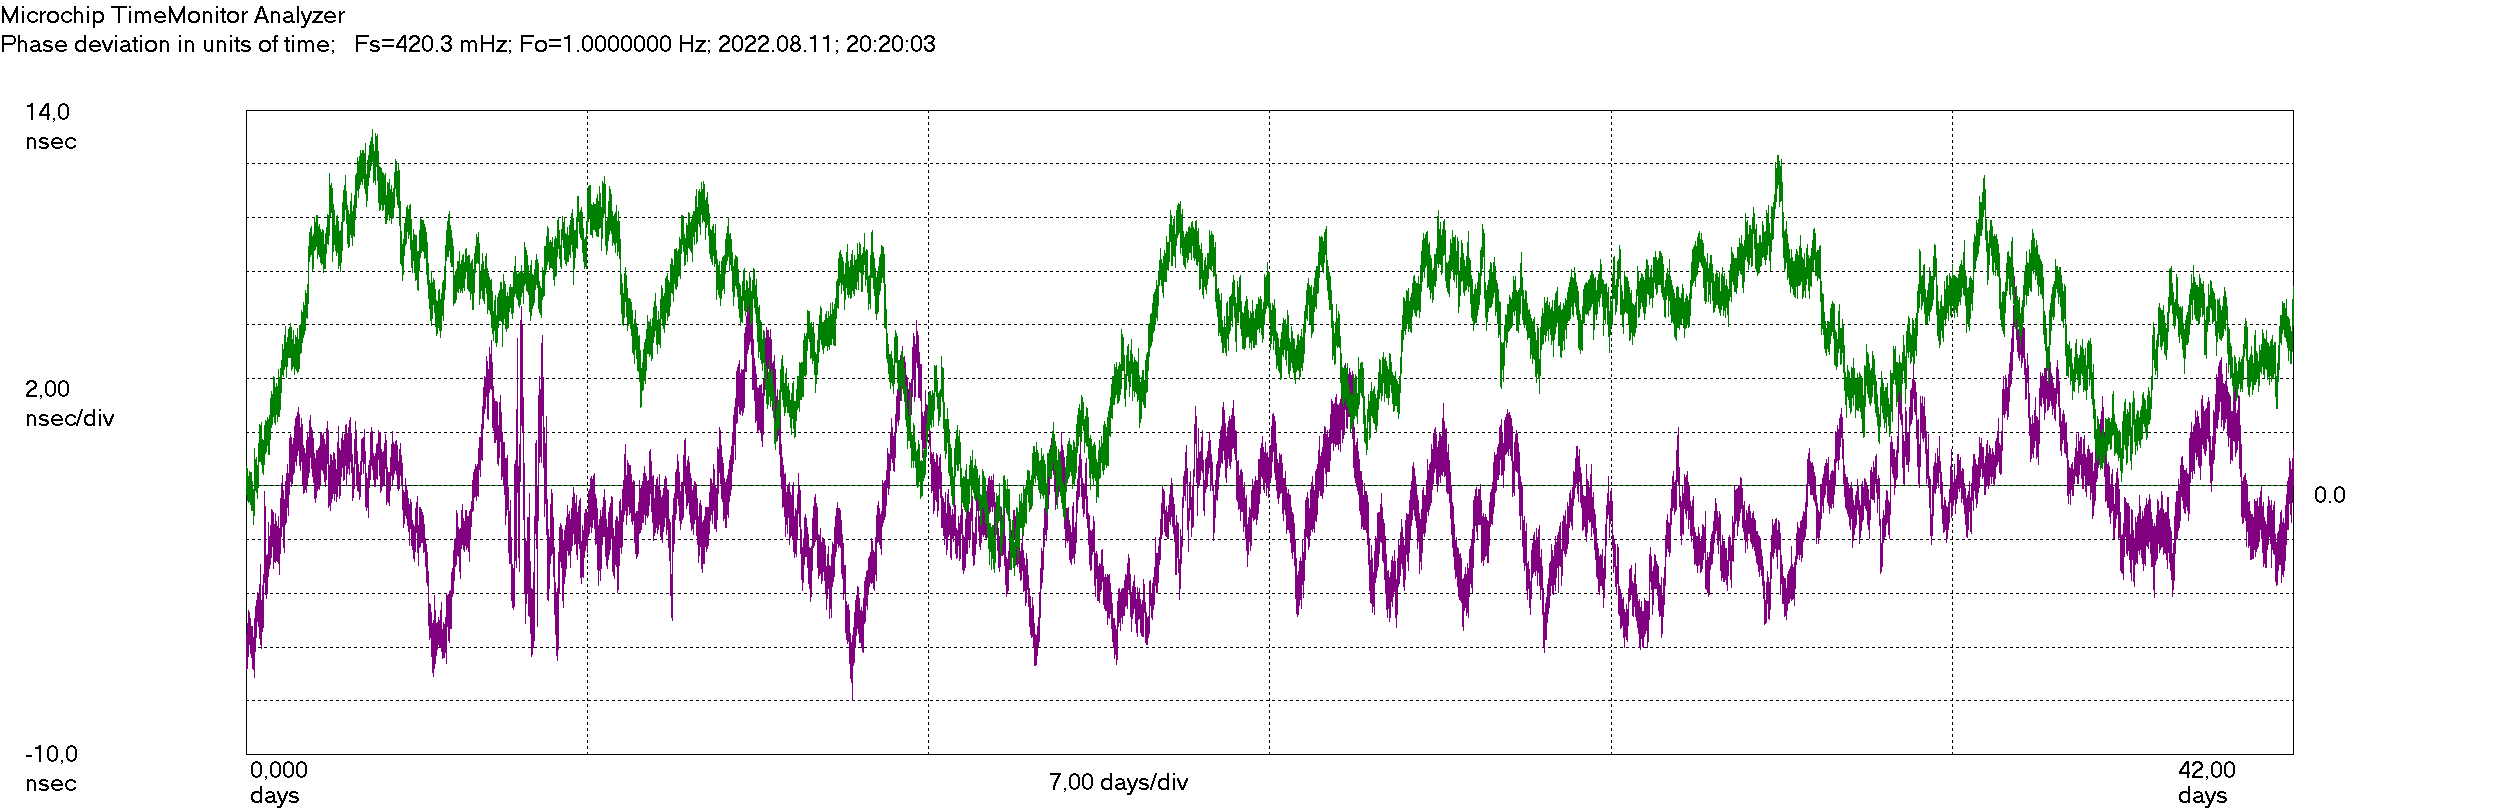 Microchip TimeMonitor Analyzer
Phase deviation in units of time;   Fs=420.3 mHz; Fo=1.0000000 Hz; 2022.08.11; 20:20:03
14,0
nsec
2,00
nsec/div
0.0
-10,0
nsec
0,000
days
7,00 days/div
42,00
days